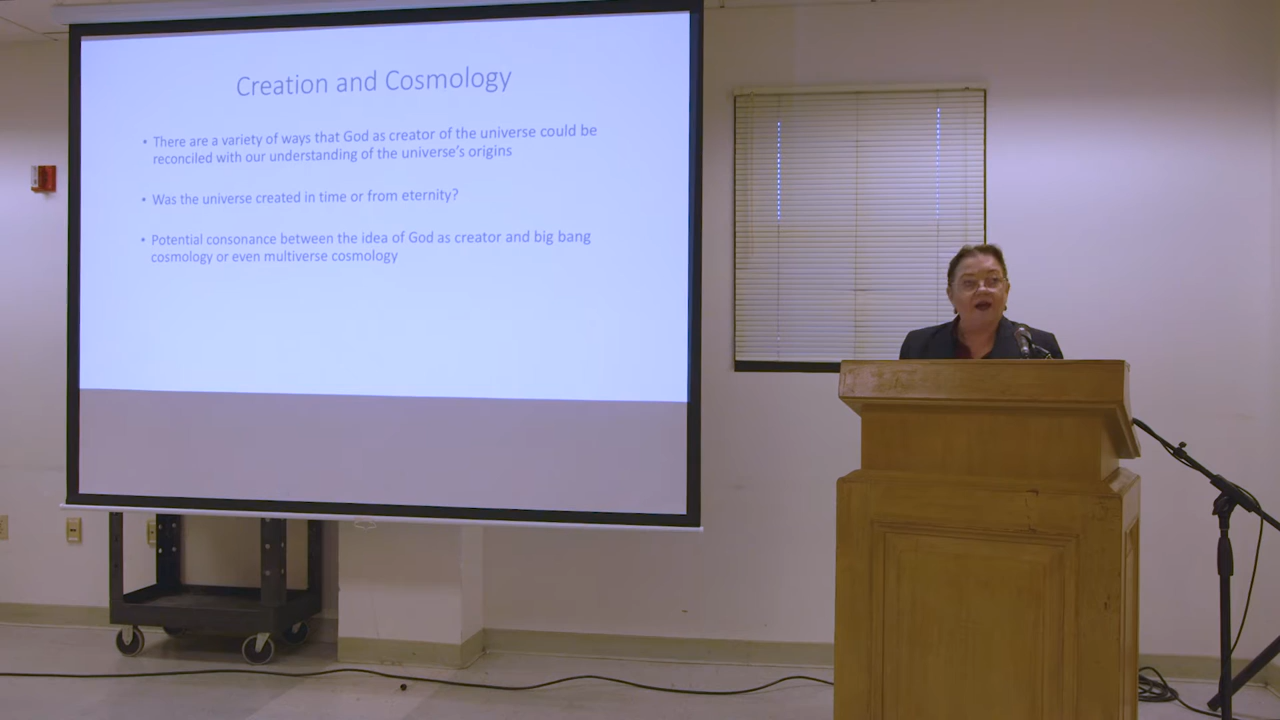 Creation and Cosmology
• There are a variety of ways that God as creator of the universe could be
reconciled with our understanding of the universe's origins
• Was the universe created in time or from eternity?
• Potential consonance between the idea of God as creator and big bang
cosmology or even multiverse cosmology